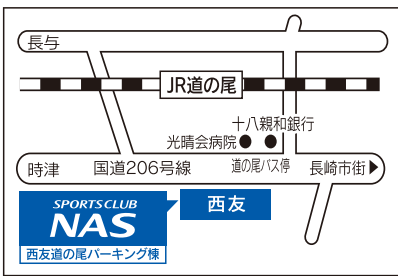 長与
JR道の尾
十八親和銀行
光晴会病院
時津
国道206号線
道の尾バス停
長崎市街
SPORTS CLUB
NAS
西友道の尾パーキング棟
西友